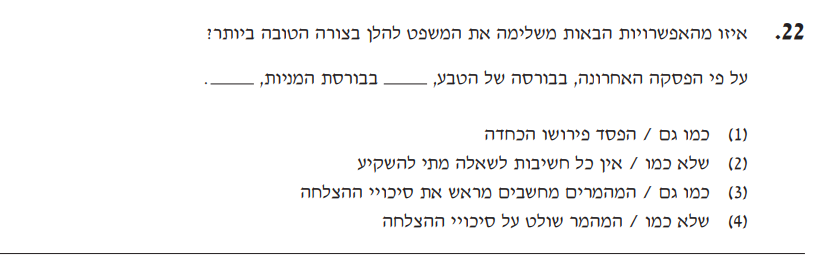 22. איזו מהאפשרויות הבאות משלימה את המשפט להלן בצורה הטובה ביותר?
על פי הפסקה האחרונה, בבורסה של הטבע, _____ בבורסת המניות, _____.
(1) כמו גם / הפסד פירושו הכחדה
(2) שלא כמו / אין כל חשיבות לשאלה מתי להשקיע
(3) כמו גם / המהמרים מחשבים מראש את סיכויי ההצלחה
(4) שלא כמו / המהמר שולט על סיכויי ההצלחה